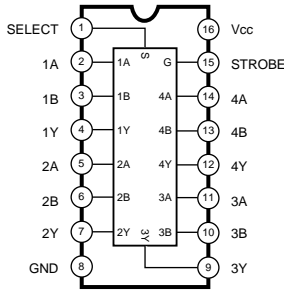 SELECT 1 16 Vcc
S
1A 2 1A G 15 STROBE
1B 3 1B 4A 14 4A
1Y 4 1Y 4B 13 4B
2A 5 2A 4Y 12 4Y
2B 6 2B 3A 11 3A
2Y 7 2Y 3Y 3B 10 3B
GND 8 9 3Y